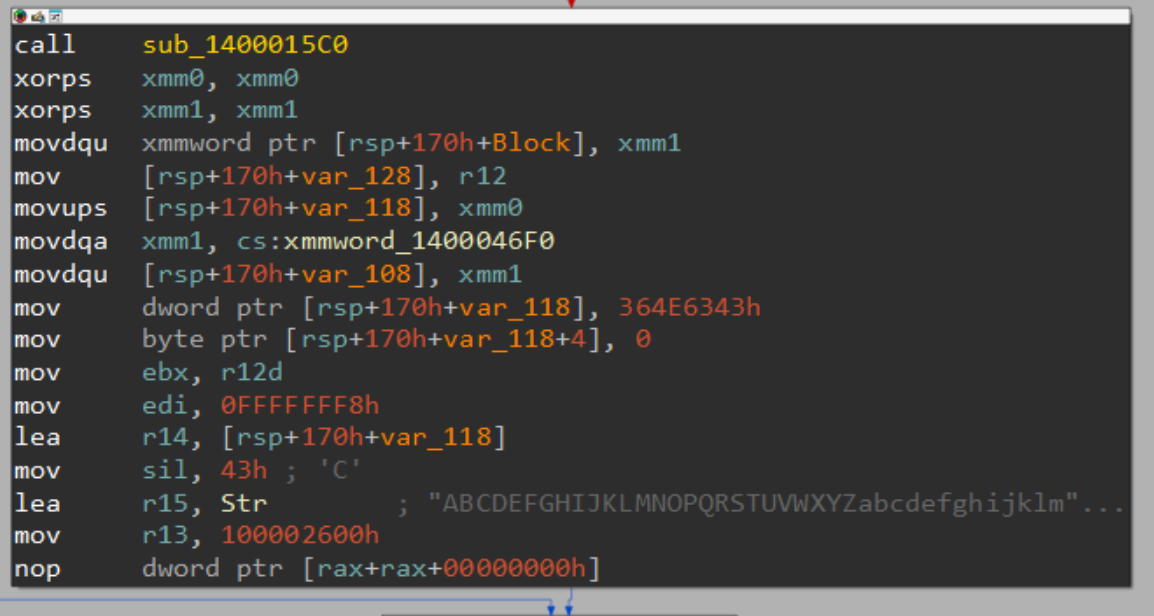 call sub_1400015C0
xorps xmm0, xmm0
xorps xmm1, xmm1
movdqu xmmword ptr [rsp+170h+Block], xmm1
mov [rsp+170h+var_128], r12
movups [rsp+170h+var_118], xmm0
movdqa xmm1, cs:xmmword_1400046F0
movdqu [rsp+170h+var_108], xmm1
mov dword ptr [rsp+170h+var_118], 364E6343h
mov byte ptr [rsp+170h+var_118+4], 0
mov ebx, r12d
mov edi, 0FFFFFFF8h
lea r14, [rsp+170h+var_118]
mov sil, 43h ; 'C'
lea r15, Str ; "ABCDEFGHIJKLMNOPQRSTUVWXYZabcdefghijklm"...
mov r13, 100002600h
nop dword ptr [rax+rax+00000000h]